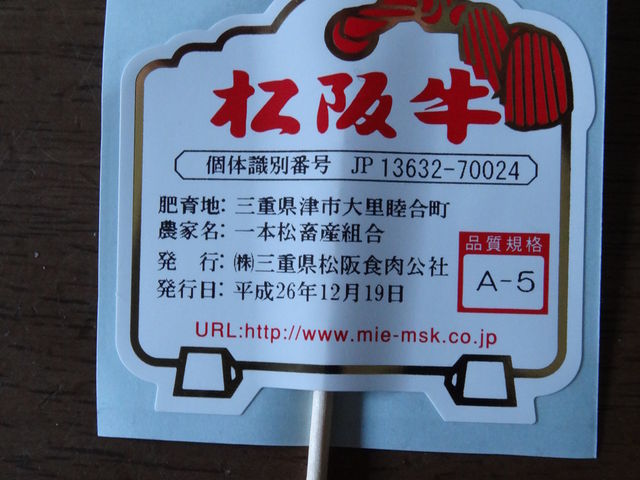 松阪牛
個体識別番号 JP 13632-70024
肥育地: 三重県津市大里睦合町
農家名: 一本松畜産組合
発　行: ㈱三重県松阪食肉公社
発行日: 平成26年12月19日
品質規格
A-5
URL:http://www.mie-msk.co.jp